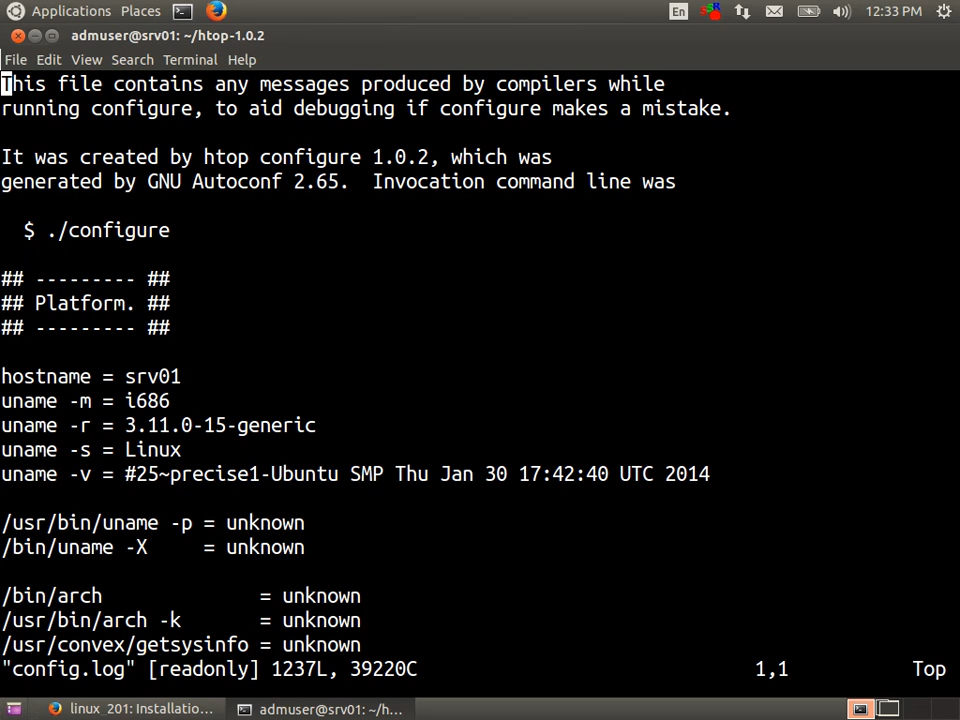 Applications Places En 12:33 PM
admuser@srv01: ~/htop-1.0.2
File Edit View Search Terminal Help
This file contains any messages produced by compilers while
running configure, to aid debugging if configure makes a mistake.
It was created by htop configure 1.0.2, which was
generated by GNU Autoconf 2.65.  Invocation command line was
$ ./configure
## --------- ##
## Platform. ##
## --------- ##
hostname = srv01
uname -m = i686
uname -r = 3.11.0-15-generic
uname -s = Linux
uname -v = #25~precise1-Ubuntu SMP Thu Jan 30 17:42:40 UTC 2014
/usr/bin/uname -p = unknown
/bin/uname -X     = unknown
/bin/arch              = unknown
/usr/bin/arch -k       = unknown
/usr/convex/getsysinfo = unknown
"config.log" [readonly] 1237L, 39220C 1,1 Top
linux_201: Installatio... admuser@srv01: ~/h...